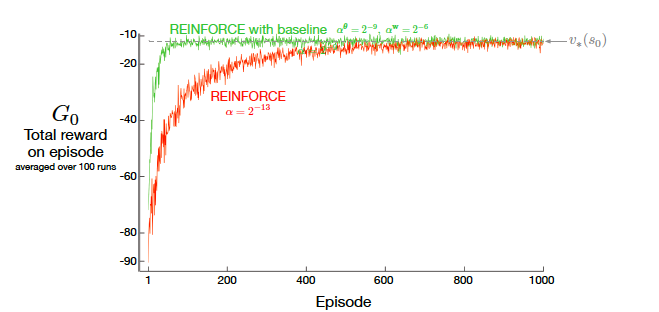 REINFORCE with baseline α^θ = 2^−9, α^w = 2^−6
v*(s₀)
-10
-20
REINFORCE
α = 2^−13
G₀
Total reward
on episode
averaged over 100 runs
-40
-60
-80
-90
1 200 400 600 800 1000
Episode